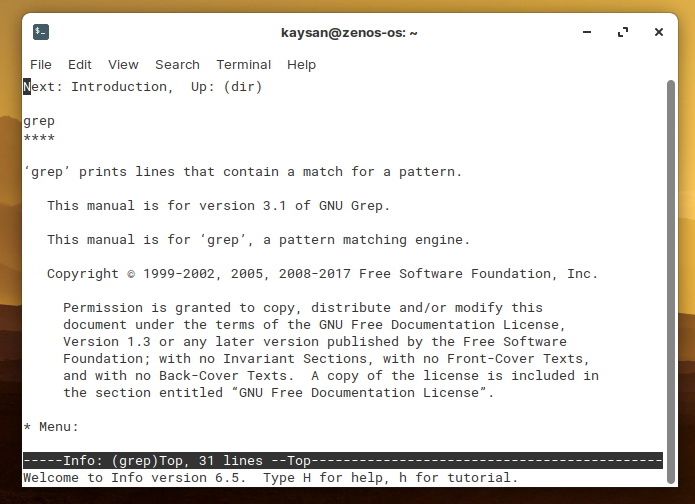 kaysan@zenos-os: ~
File Edit View Search Terminal Help
Next: Introduction,  Up: (dir)
grep
****
‘grep’ prints lines that contain a match for a pattern.
This manual is for version 3.1 of GNU Grep.
This manual is for ‘grep’, a pattern matching engine.
Copyright © 1999-2002, 2005, 2008-2017 Free Software Foundation, Inc.
Permission is granted to copy, distribute and/or modify this
document under the terms of the GNU Free Documentation License,
Version 1.3 or any later version published by the Free Software
Foundation; with no Invariant Sections, with no Front-Cover Texts,
and with no Back-Cover Texts.  A copy of the license is included in
the section entitled “GNU Free Documentation License”.
* Menu:
-----Info: (grep)Top, 31 lines --Top--------------------------------------------
Welcome to Info version 6.5.  Type H for help, h for tutorial.